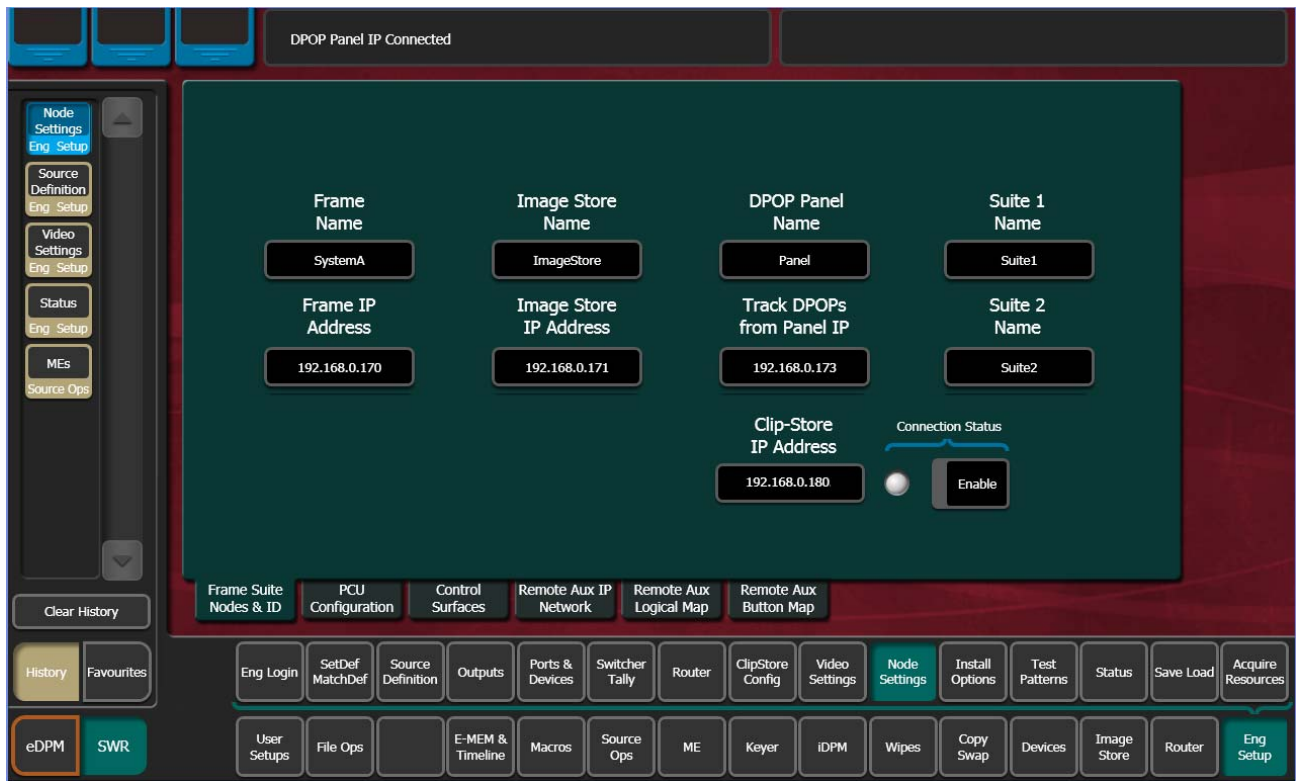 DPOP Panel IP Connected
Node
Settings
Eng Setup
Source
Definition
Eng Setup
Video
Settings
Eng Setup
Status
Eng Setup
MEs
Source Ops
Clear History
History
Favourites
eDPM
SWR
Frame
Name
SystemA
Image Store
Name
ImageStore
DPOP Panel
Name
Panel
Suite 1
Name
Suite1
Frame IP
Address
192.168.0.170
Image Store
IP Address
192.168.0.171
Track DPOPs
from Panel IP
192.168.0.173
Suite 2
Name
Suite2
Clip-Store
IP Address
192.168.0.180
Connection Status
Enable
Frame Suite
Nodes & ID
PCU
Configuration
Control
Surfaces
Remote Aux IP
Network
Remote Aux
Logical Map
Remote Aux
Button Map
Eng Login
SetDef
MatchDef
Source
Definition
Outputs
Ports &
Devices
Switcher
Tally
Router
ClipStore
Config
Video
Settings
Node
Settings
Install
Options
Test
Patterns
Status
Save Load
Acquire
Resources
User
Setups
File Ops
E-MEM &
Timeline
Macros
Source
Ops
ME
Keyer
iDPM
Wipes
Copy
Swap
Devices
Image
Store
Router
Eng
Setup